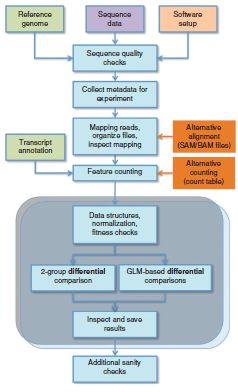 Reference
genome
Sequence
data
Software
setup
Sequence quality
checks
Collect metadata for
experiment
Mapping reads,
organize files,
inspect mapping
Alternative
alignment
(SAM/BAM files)
Transcript
annotation
Feature counting
Alternative
counting
(count table)
Data structures,
normalization,
fitness checks
2-group differential
comparison
GLM-based differential
comparisons
Inspect and save
results
Additional sanity
checks